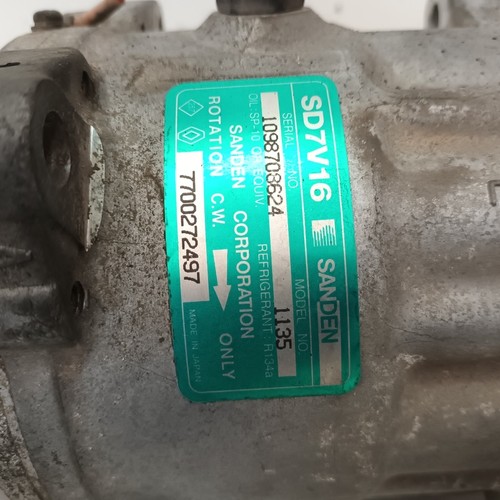 SD7V16 SANDEN
SERIAL NO. MODEL NO.
1098708624 1135
OIL:SP-10 OR EQUIV. REFRIGERANT: R134a
SANDEN CORPORATION
ROTATION C.W. ONLY
7700272497 MADE IN JAPAN